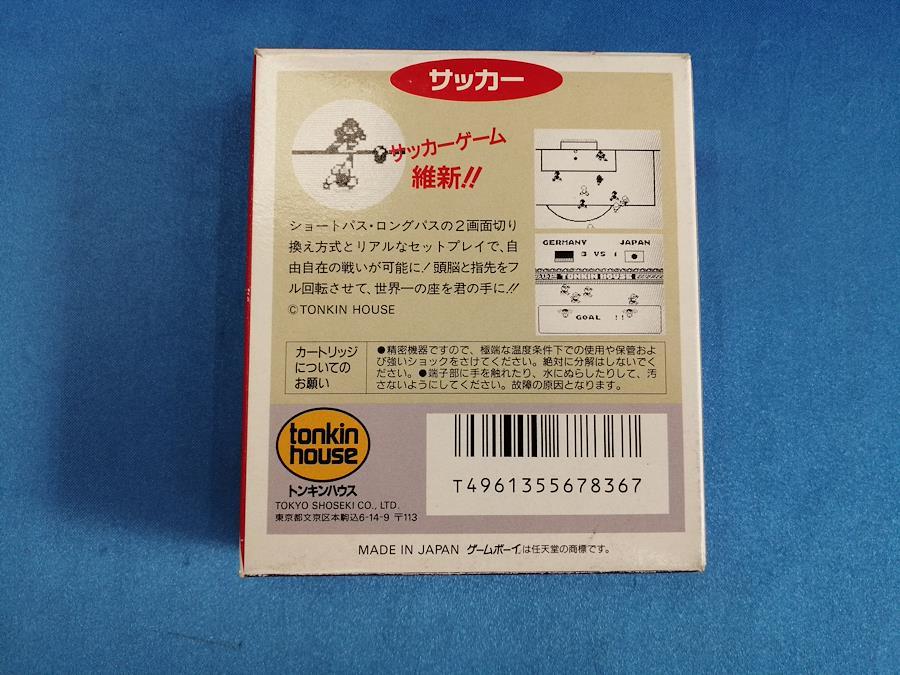 サッカー
サッカーゲーム
維新!!
ショートパス・ロングパスの2画面切り
換え方式とリアルなセットプレイで、自
由自在の戦いが可能に!頭脳と指先をフ
ル回転させて、世界一の座を君の手に!!
©TONKIN HOUSE
GERMANY JAPAN
3 VS 1
TONKIN HOUSE
GOAL !!
カートリッジ
についての
お願い
●精密機器ですので、極端な温度条件下での使用や保管およ
び強いショックをさけてください。絶対に分解はしないでく
ださい。●端子部に手を触れたり、水にぬらしたりして、汚
さないようにしてください。故障の原因となります。
tonkin
house
トンキンハウス
TOKYO SHOSEKI CO., LTD.
東京都文京区本駒込6-14-9 〒113
T4961355678367
MADE IN JAPAN ゲームボーイは任天堂の商標です。